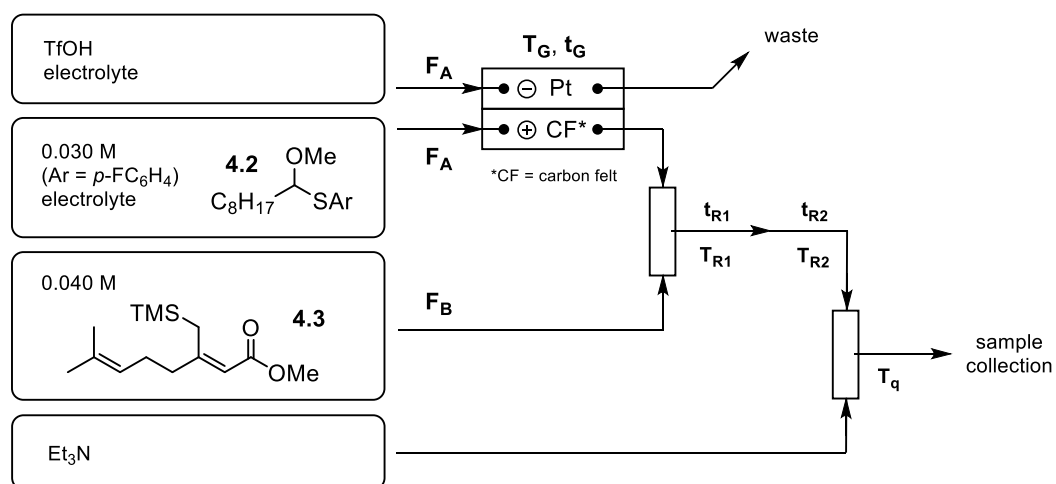 TfOH
electrolyte
0.030 M
(Ar = p-FC₆H₄)
electrolyte
4.2
OMe
C₈H₁₇
SAr
0.040 M
TMS
4.3
O
OMe
Et₃N
F_A
F_A
F_B
T_G, t_G
⊖ Pt
⊕ CF*
*CF = carbon felt
waste
t_R1
T_R1
t_R2
T_R2
T_q
sample
collection